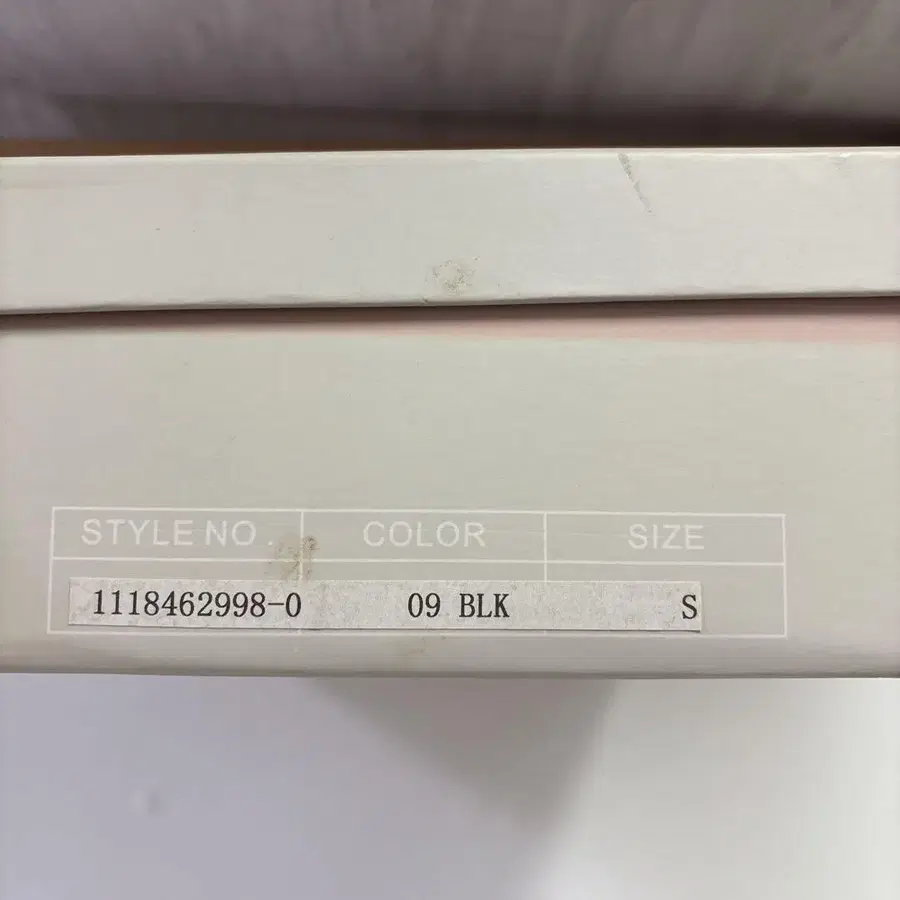 STYLE NO. COLOR SIZE
1118462998-0 09 BLK S